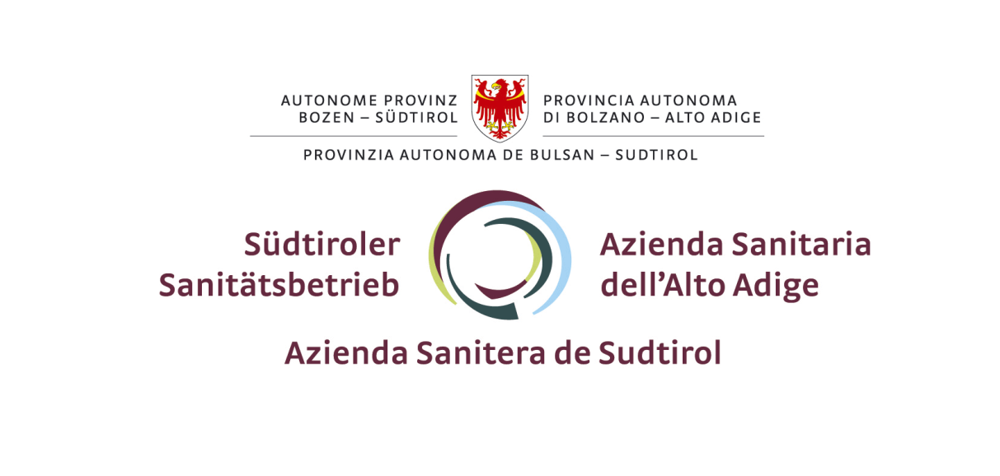 AUTONOME PROVINZ
BOZEN – SÜDTIROL
PROVINCIA AUTONOMA
DI BOLZANO – ALTO ADIGE
PROVINZIA AUTONOMA DE BULSAN – SUDTIROL
Südtiroler
Sanitätsbetrieb
Azienda Sanitaria
dell’Alto Adige
Azienda Sanitera de Sudtirol